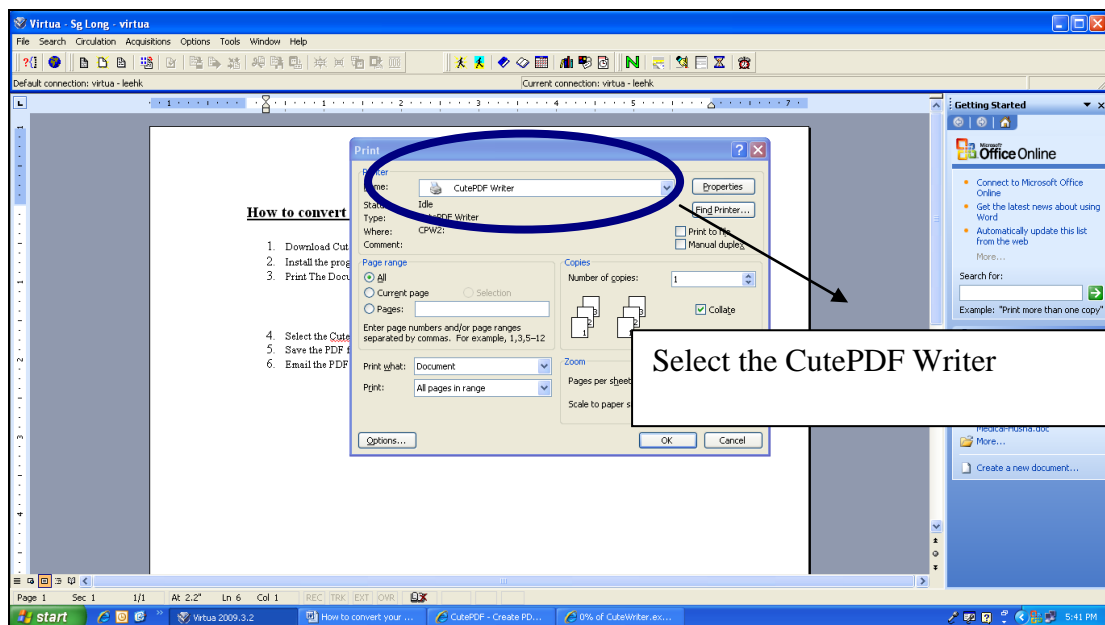 Virtua - Sg Long - virtua
File Search Circulation Acquisitions Options Tools Window Help
Default connection: virtua - leehk Current connection: virtua - leehk
Getting Started
Office Online
Connect to Microsoft Office Online
Get the latest news about using Word
Automatically update this list from the web
More...
Search for:
Example: "Print more than one copy"
More...
Create a new document...
How to convert
1. Download Cut
2. Install the prog
3. Print The Docu
4. Select the Cute
5. Save the PDF f
6. Email the PDF
Print
Name: CutePDF Writer Properties
Idle Find Printer...
Type: CutePDF Writer
Where: CPW2: Print to file
Comment: Manual duplex
Page range Copies
All Number of copies: 1
Current page Selection
Pages: Collate
Enter page numbers and/or page ranges
separated by commas. For example, 1,3,5-12
Print what: Document Zoom
Print: All pages in range Pages per sheet
Scale to paper s
Options... OK Cancel
Select the CutePDF Writer
Page 1 Sec 1 1/1 At 2.2" Ln 6 Col 1 REC TRK EXT OVR
start Virtua 2009.3.2 How to convert your ... CutePDF - Create PD... 0% of CuteWriter.ex... 5:41 PM